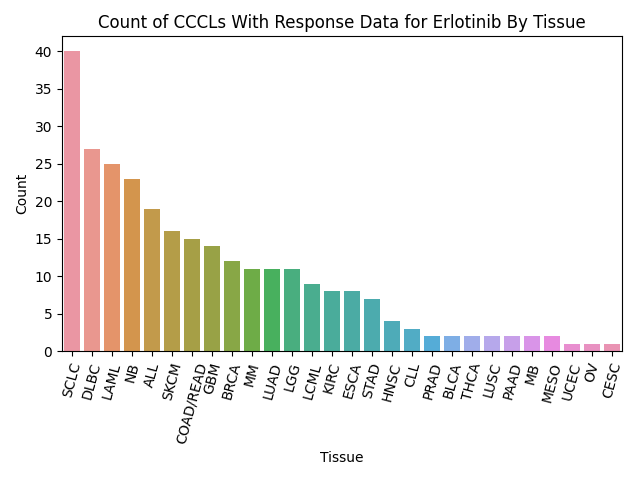 Count of CCCLs With Response Data for Erlotinib By Tissue
Count
40
35
30
25
20
15
10
5
0
SCLC
DLBC
LAML
NB
ALL
SKCM
COAD/READ
GBM
BRCA
MM
LUAD
LGG
LCML
KIRC
ESCA
STAD
HNSC
CLL
PRAD
BLCA
THCA
LUSC
PAAD
MB
MESO
UCEC
OV
CESC
Tissue